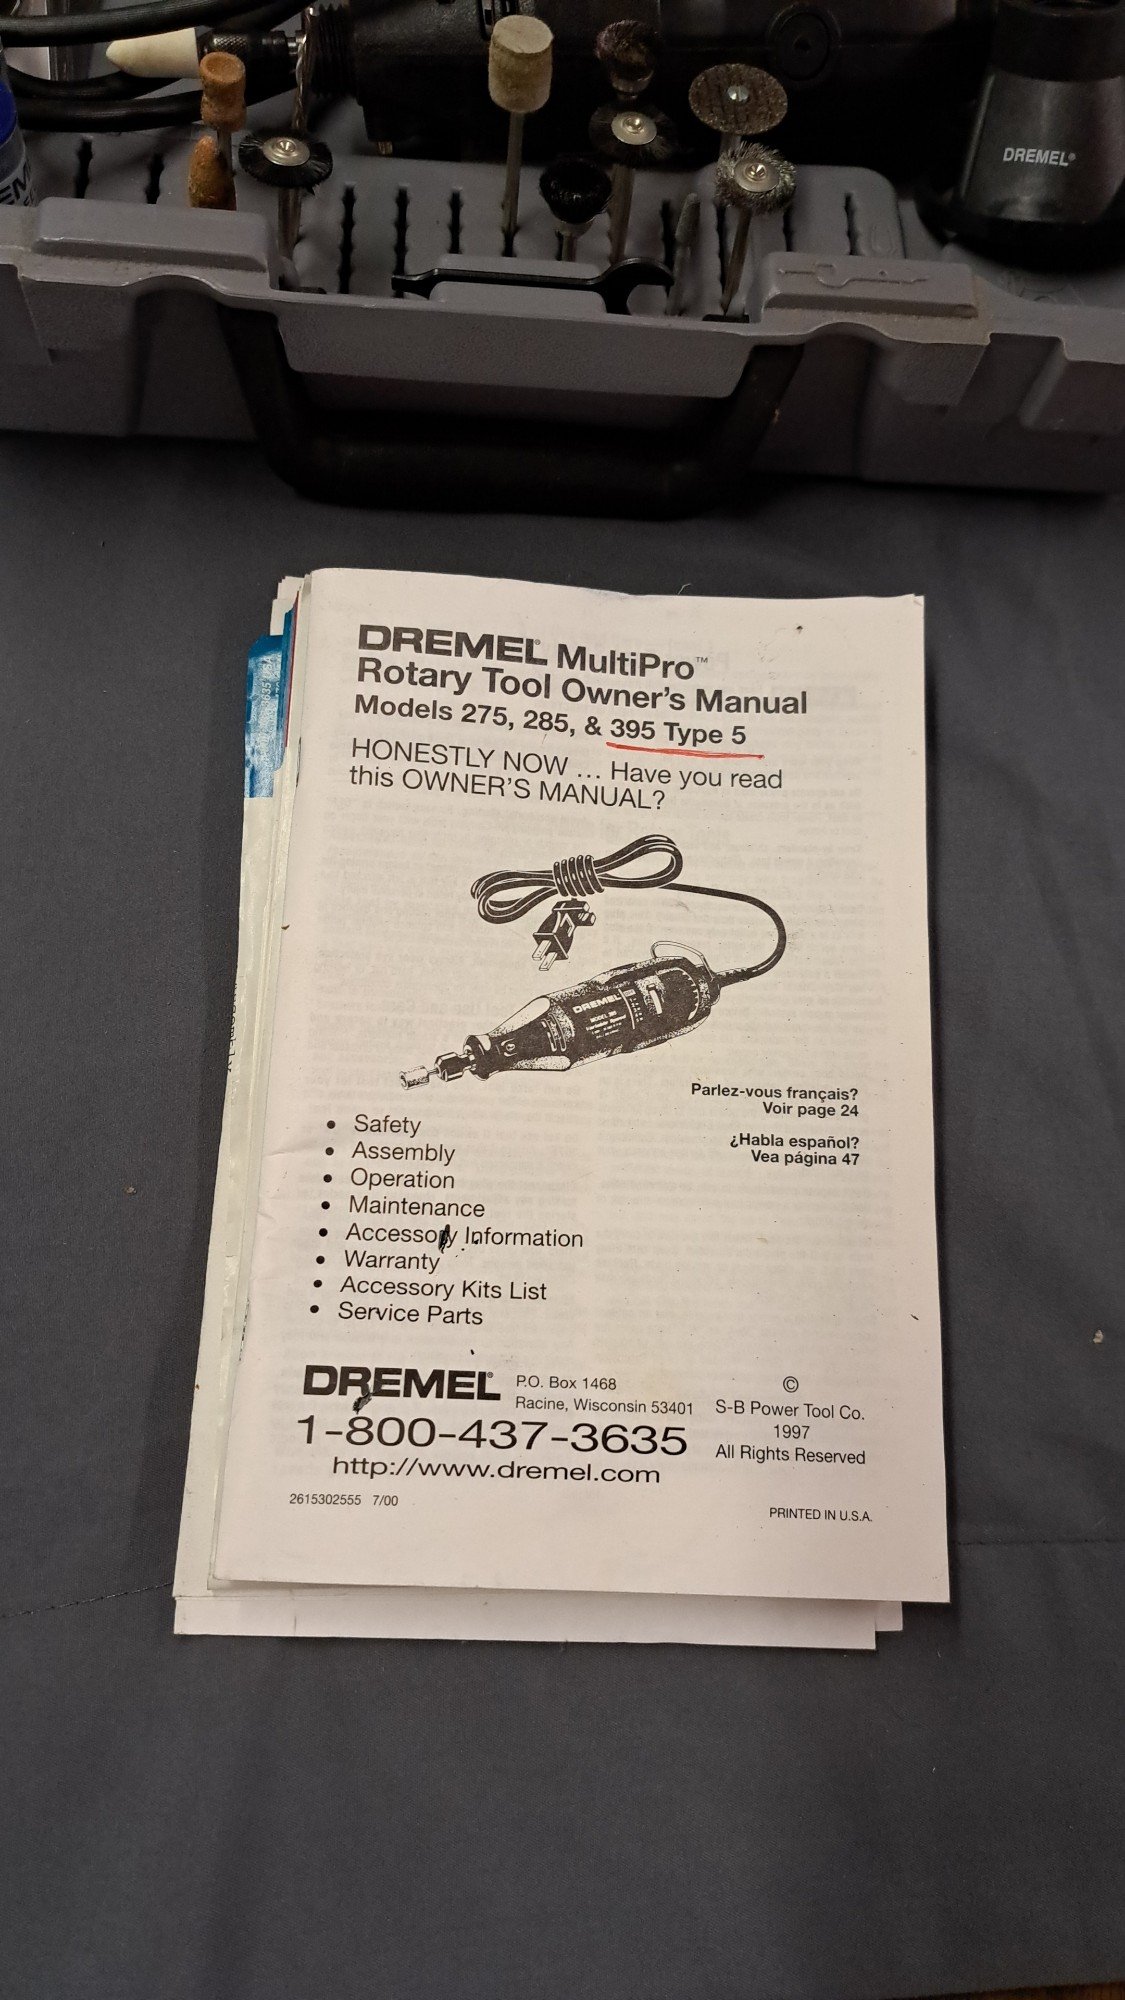 DREMEL®
DREMEL® MultiPro™
Rotary Tool Owner's Manual
Models 275, 285, & 395 Type 5
HONESTLY NOW ... Have you read
this OWNER'S MANUAL?
DREMEL
Parlez-vous français?
Voir page 24
¿Habla español?
Vea página 47
• Safety
• Assembly
• Operation
• Maintenance
• Accessory Information
• Warranty
• Accessory Kits List
• Service Parts
DREMEL®
P.O. Box 1468
Racine, Wisconsin 53401
1-800-437-3635
http://www.dremel.com
©
S-B Power Tool Co.
1997
All Rights Reserved
2615302555 7/00
PRINTED IN U.S.A.